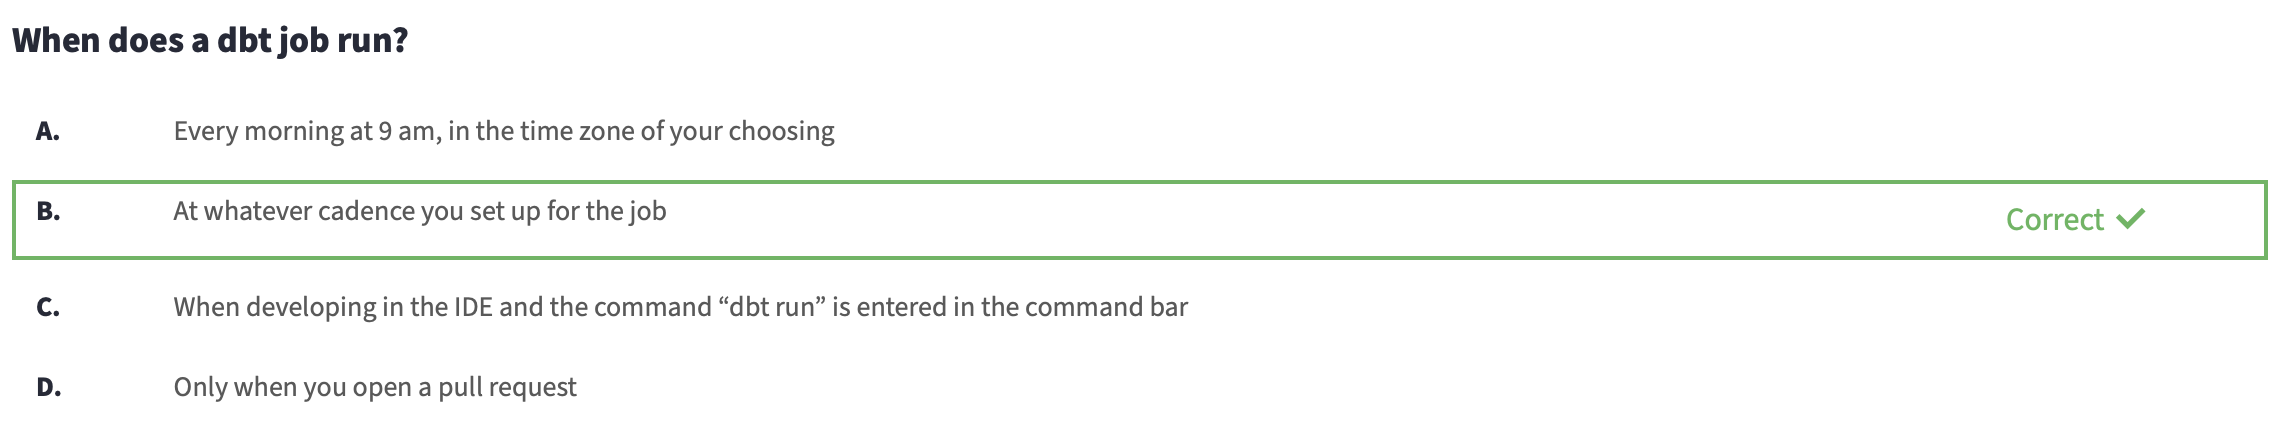 When does a dbt job run?
A. Every morning at 9 am, in the time zone of your choosing
B. At whatever cadence you set up for the job Correct ✓
C. When developing in the IDE and the command “dbt run” is entered in the command bar
D. Only when you open a pull request